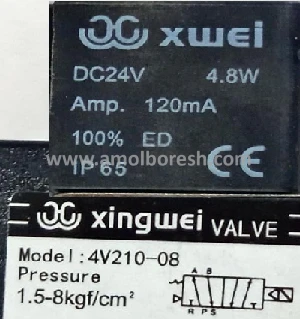 xwei
DC24V 4.8W
Amp. 120mA
100% ED
www.amolboresh.com
IP 65 CE
xingwei VALVE
Model:4V210-08
Pressure
1.5-8kgf/cm²
A B
R P S